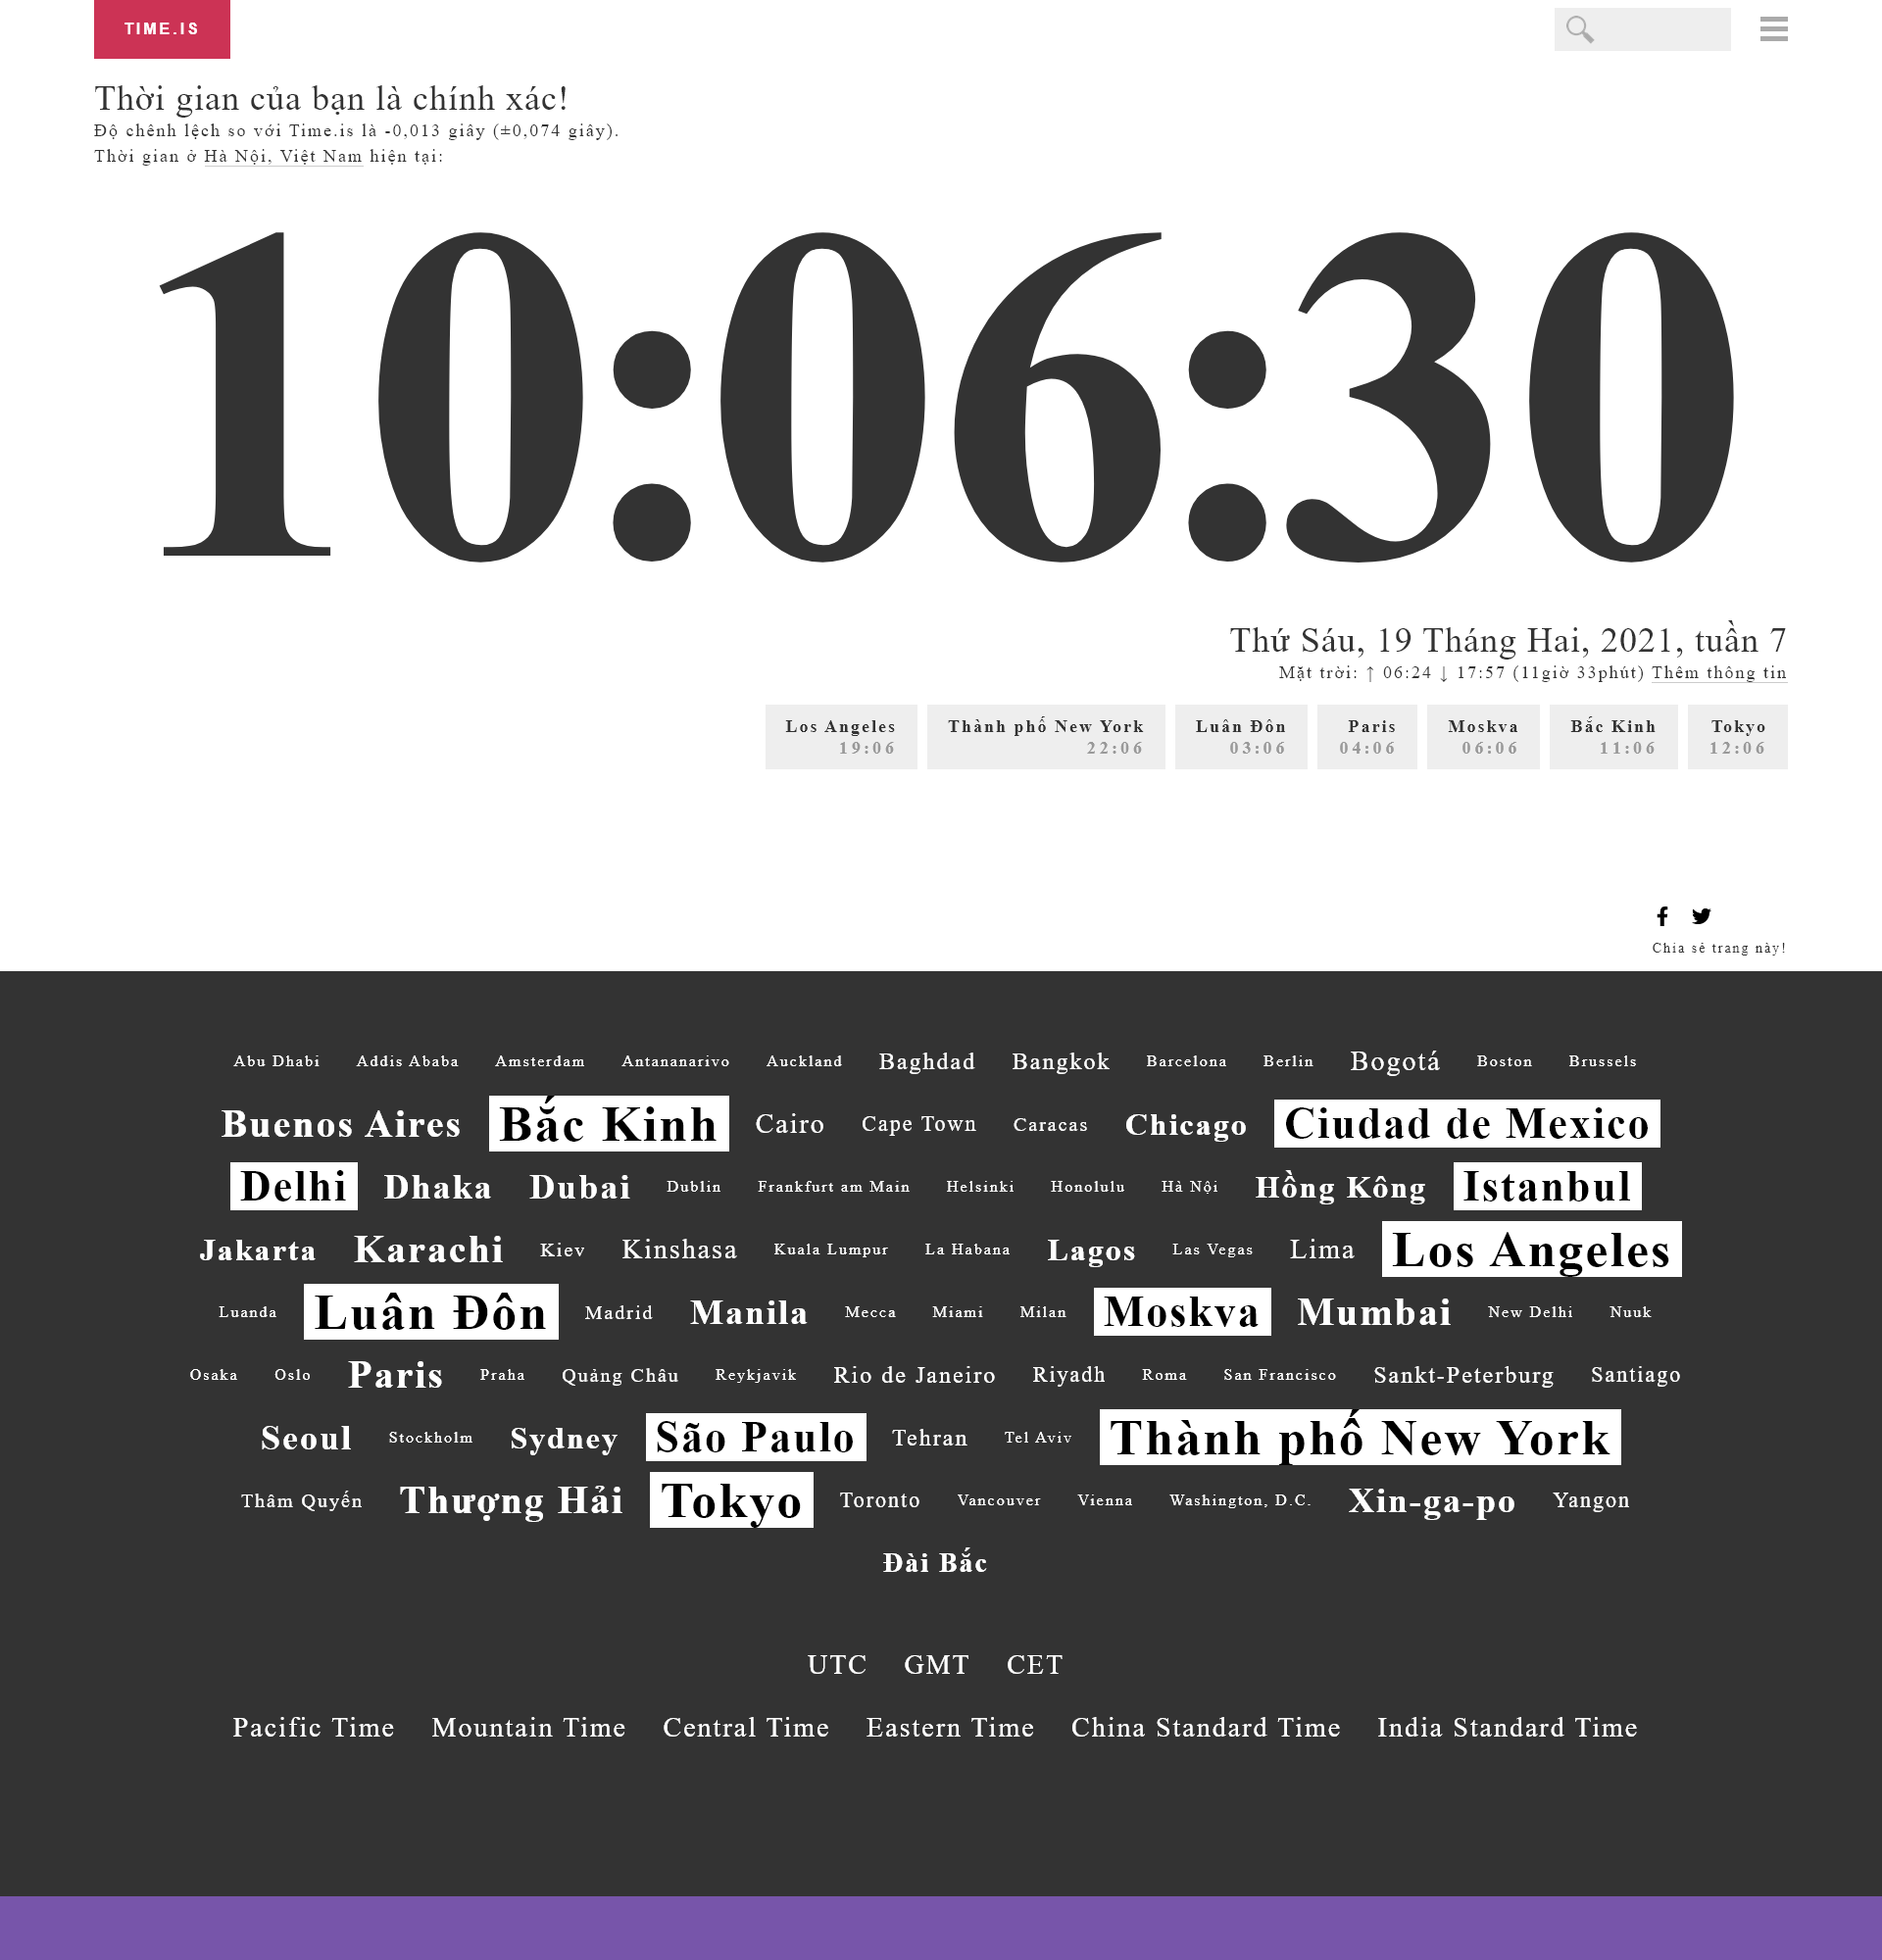 TIME.IS
Thời gian của bạn là chính xác!
Độ chênh lệch so với Time.is là -0,013 giây (±0,074 giây).
Thời gian ở Hà Nội, Việt Nam hiện tại:
10:06:30
Thứ Sáu, 19 Tháng Hai, 2021, tuần 7
Mặt trời: ↑ 06:24 ↓ 17:57 (11giờ 33phút) Thêm thông tin
Los Angeles Thành phố New York Luân Đôn Paris Moskva Bắc Kinh Tokyo
19:06 22:06 03:06 04:06 06:06 11:06 12:06
Chia sẻ trang này!
Abu Dhabi Addis Ababa Amsterdam Antananarivo Auckland Baghdad Bangkok Barcelona Berlin Bogotá Boston Brussels
Buenos Aires Bắc Kinh Cairo Cape Town Caracas Chicago Ciudad de Mexico
Delhi Dhaka Dubai Dublin Frankfurt am Main Helsinki Honolulu Hà Nội Hồng Kông Istanbul
Jakarta Karachi Kiev Kinshasa Kuala Lumpur La Habana Lagos Las Vegas Lima Los Angeles
Luanda Luân Đôn Madrid Manila Mecca Miami Milan Moskva Mumbai New Delhi Nuuk
Osaka Oslo Paris Praha Quảng Châu Reykjavik Rio de Janeiro Riyadh Roma San Francisco Sankt-Peterburg Santiago
Seoul Stockholm Sydney São Paulo Tehran Tel Aviv Thành phố New York
Thâm Quyến Thượng Hải Tokyo Toronto Vancouver Vienna Washington, D.C. Xin-ga-po Yangon
Đài Bắc
UTC GMT CET
Pacific Time Mountain Time Central Time Eastern Time China Standard Time India Standard Time